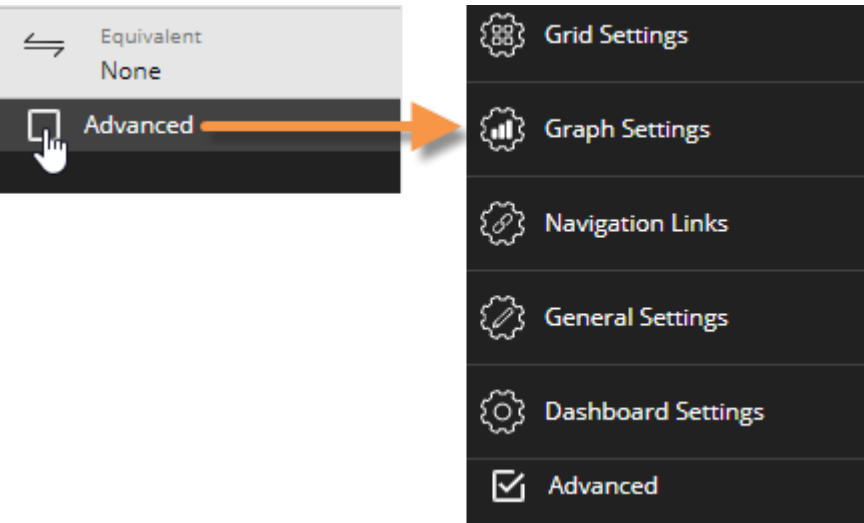 Equivalent
None
Advanced
Grid Settings
Graph Settings
Navigation Links
General Settings
Dashboard Settings
Advanced